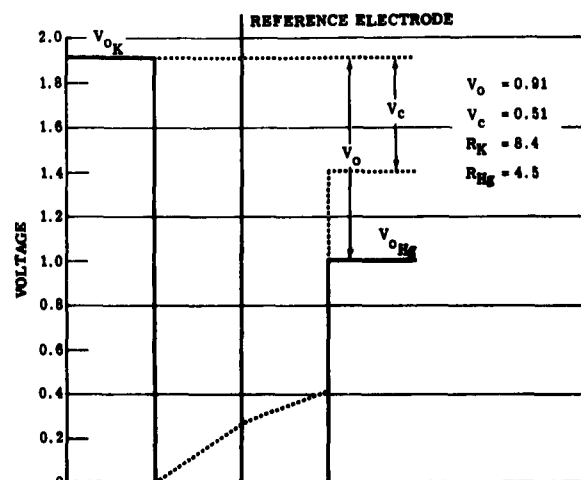 REFERENCE ELECTRODE
2.0
V_oK
1.8
V_o = 0.91
V_c
V_c = 0.51
1.6
R_K = 8.4
V_o
R_Hg = 4.5
1.4
1.2
V_oHg
VOLTAGE
1.0
0.8
0.6
0.4
0.2
0